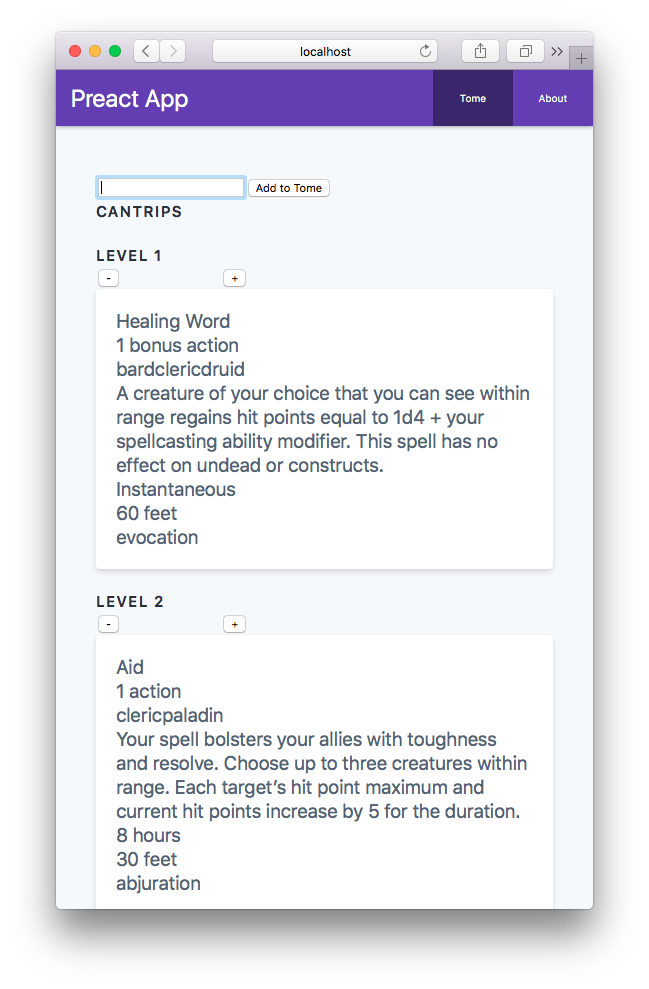 localhost
Preact App
Tome
About
Add to Tome
CANTRIPS
LEVEL 1
- +
Healing Word
1 bonus action
bardclericdruid
A creature of your choice that you can see within
range regains hit points equal to 1d4 + your
spellcasting ability modifier. This spell has no
effect on undead or constructs.
Instantaneous
60 feet
evocation
LEVEL 2
- +
Aid
1 action
clericpaladin
Your spell bolsters your allies with toughness
and resolve. Choose up to three creatures within
range. Each target’s hit point maximum and
current hit points increase by 5 for the duration.
8 hours
30 feet
abjuration